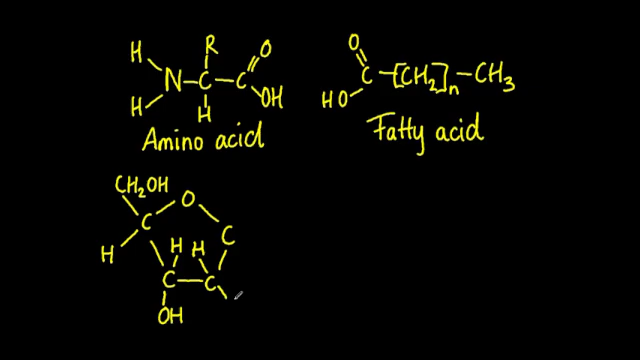 H R O
N C C
H H OH
Amino acid
O
C [CH2]n CH3
HO
Fatty acid
CH2OH O
C C
H H H
C C
OH